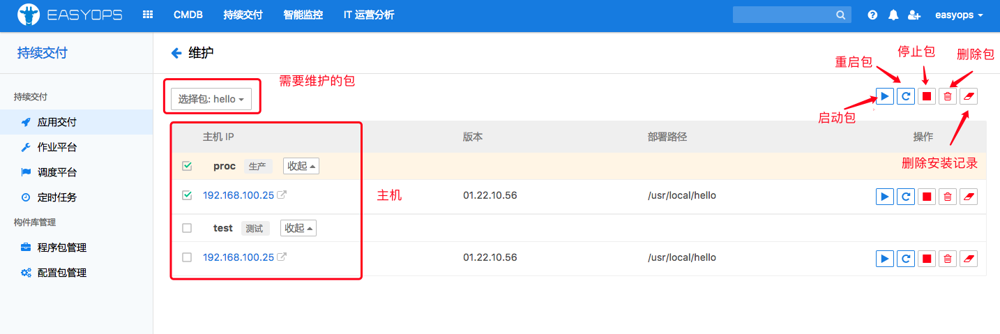 EASYOPS CMDB 持续交付 智能监控 IT 运营分析 easyops
持续交付
维护
持续交付
应用交付
作业平台
调度平台
定时任务
构件库管理
程序包管理
配置包管理
需要维护的包
选择包: hello
停止包
重启包
删除包
启动包
主机 IP 版本 部署路径 操作
删除安装记录
proc 生产 收起
192.168.100.25 01.22.10.56 /usr/local/hello
主机
test 测试 收起
192.168.100.25 01.22.10.56 /usr/local/hello